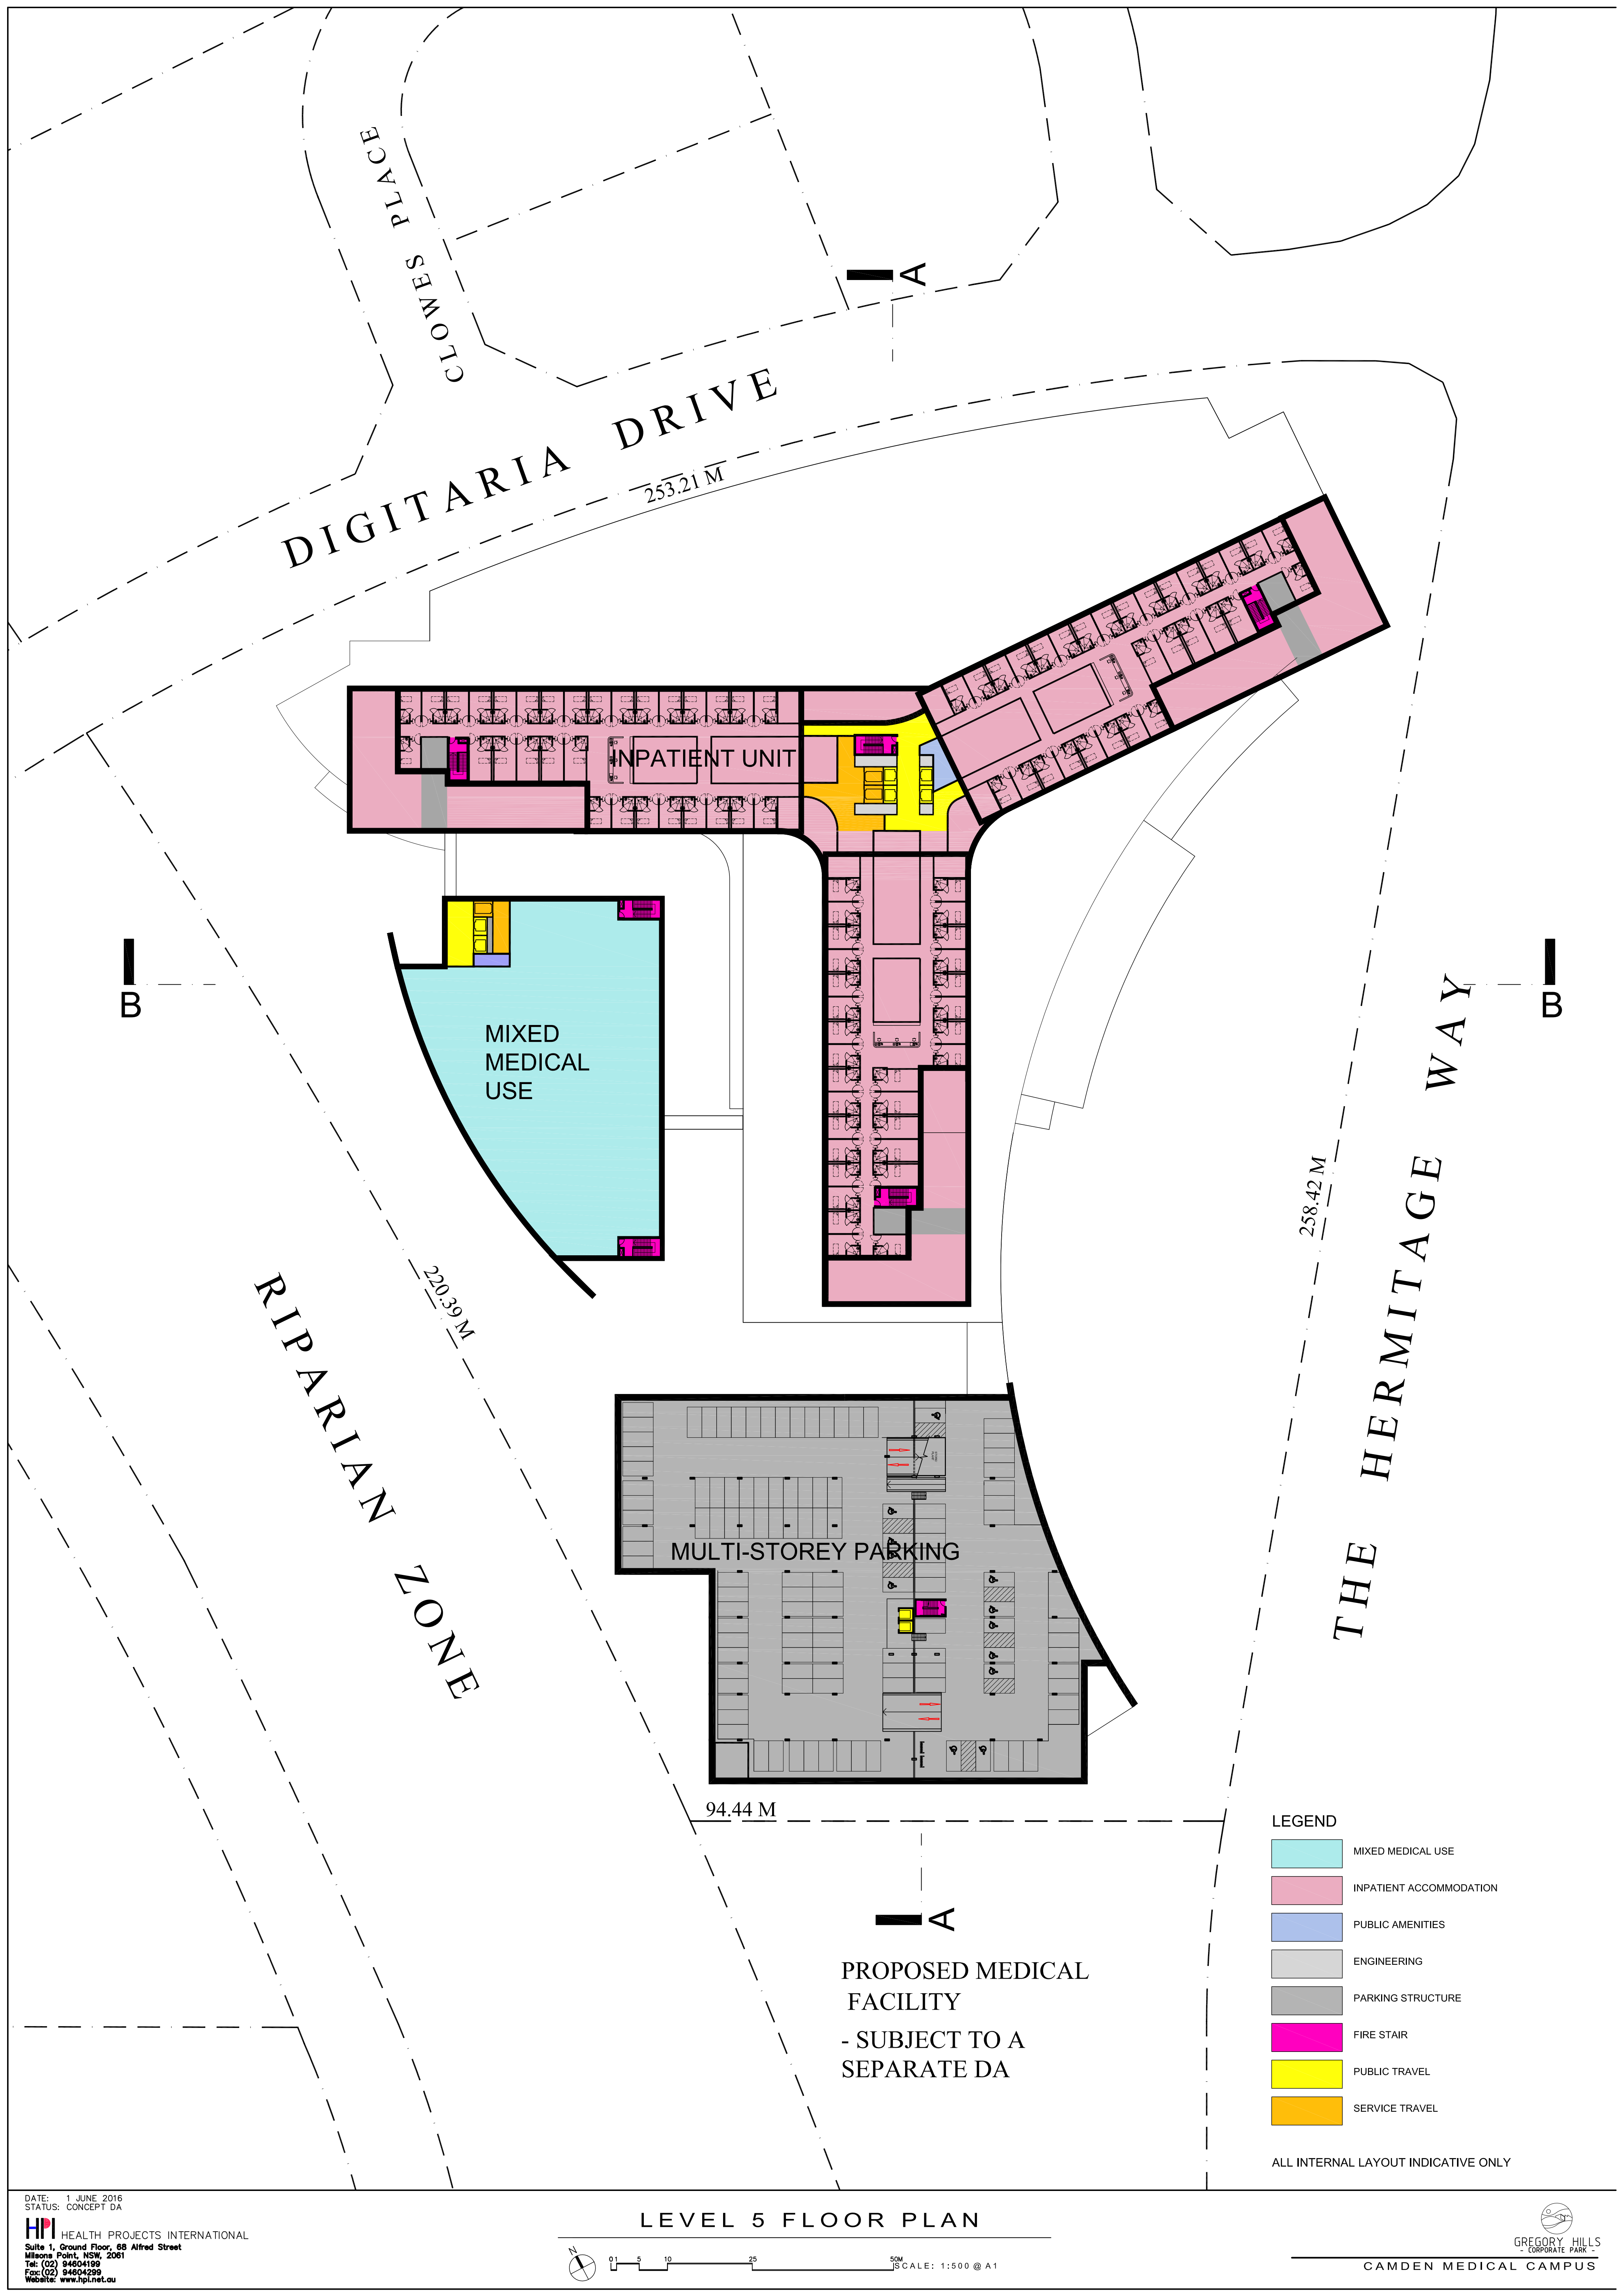 CLOWES PLACE
A
DIGITARIA DRIVE
253.21 M
INPATIENT UNIT
B
B
MIXED
MEDICAL
USE
THE HERMITAGE WAY
258.42 M
220.39 M
RIPARIAN ZONE
MULTI-STOREY PARKING
94.44 M
A
PROPOSED MEDICAL
FACILITY
- SUBJECT TO A
SEPARATE DA
LEGEND
MIXED MEDICAL USE
INPATIENT ACCOMMODATION
PUBLIC AMENITIES
ENGINEERING
PARKING STRUCTURE
FIRE STAIR
PUBLIC TRAVEL
SERVICE TRAVEL
ALL INTERNAL LAYOUT INDICATIVE ONLY
DATE: 1 JUNE 2016
STATUS: CONCEPT DA
HPI HEALTH PROJECTS INTERNATIONAL
Suite 1, Ground Floor, 68 Alfred Street
Milsons Point, NSW, 2061
Tel: (02) 94604199
Fax:(02) 94604299
Website: www.hpi.net.au
LEVEL 5 FLOOR PLAN
N
0 1 5 10 25 50M
SCALE: 1:500 @ A1
GREGORY HILLS
- CORPORATE PARK -
CAMDEN MEDICAL CAMPUS